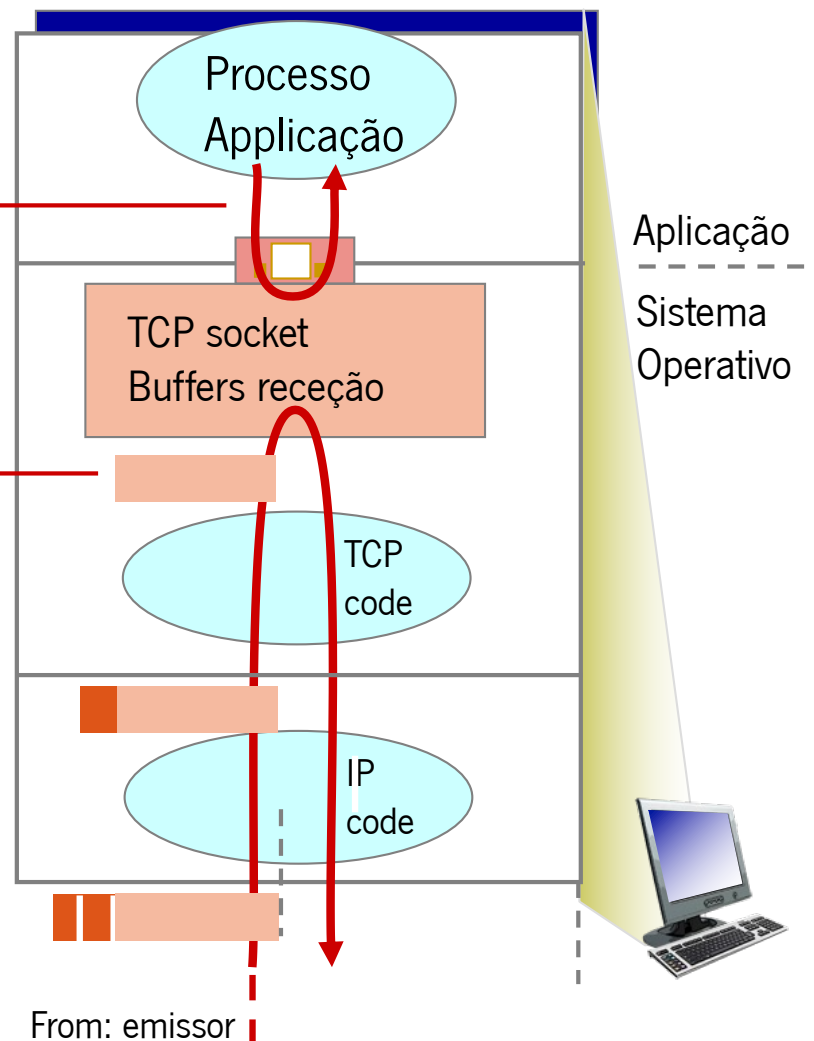 Processo
Applicação
Aplicação
Sistema
Operativo
TCP socket
Buffers receção
TCP
code
IP
code
From: emissor